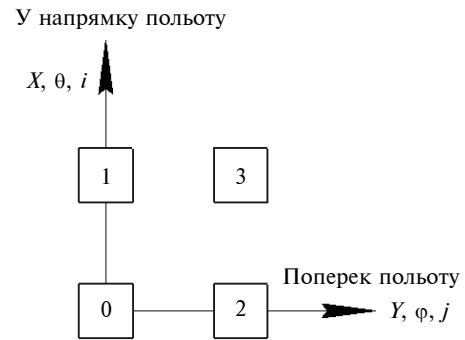 У напрямку польоту
X, θ, i
1 3
Поперек польоту
0 2 Y, φ, j